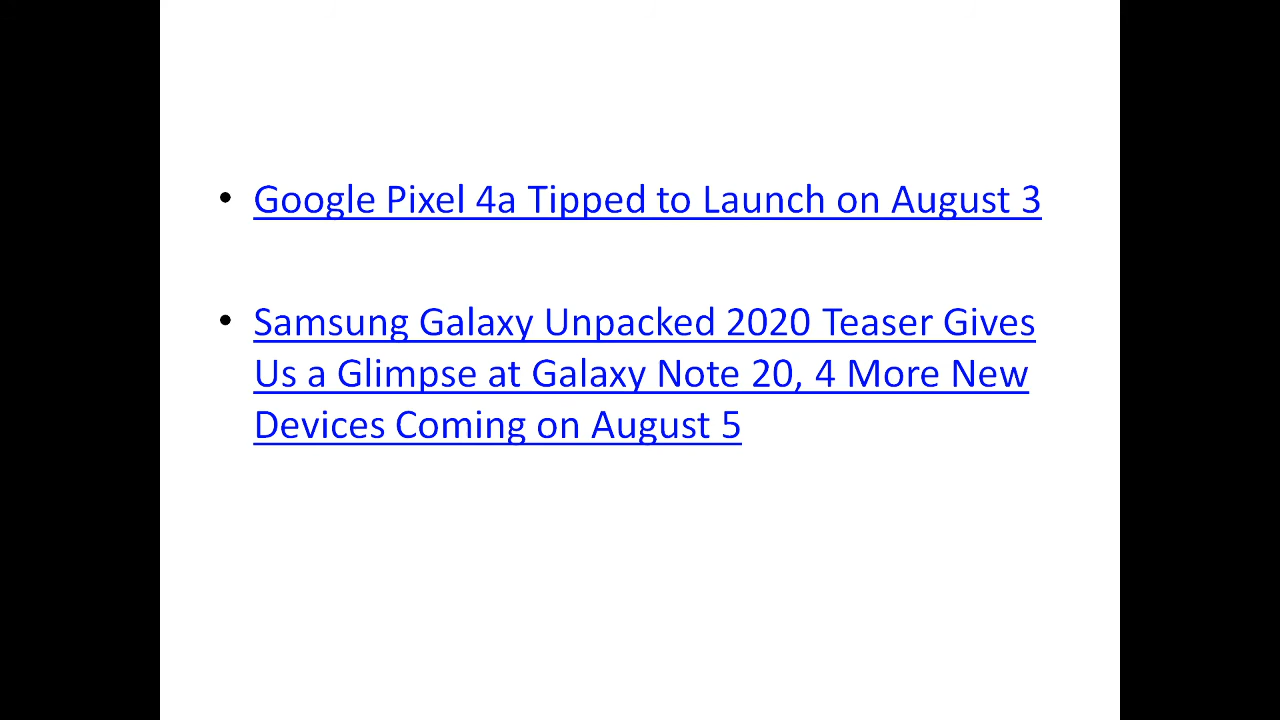 • Google Pixel 4a Tipped to Launch on August 3
• Samsung Galaxy Unpacked 2020 Teaser Gives
Us a Glimpse at Galaxy Note 20, 4 More New
Devices Coming on August 5